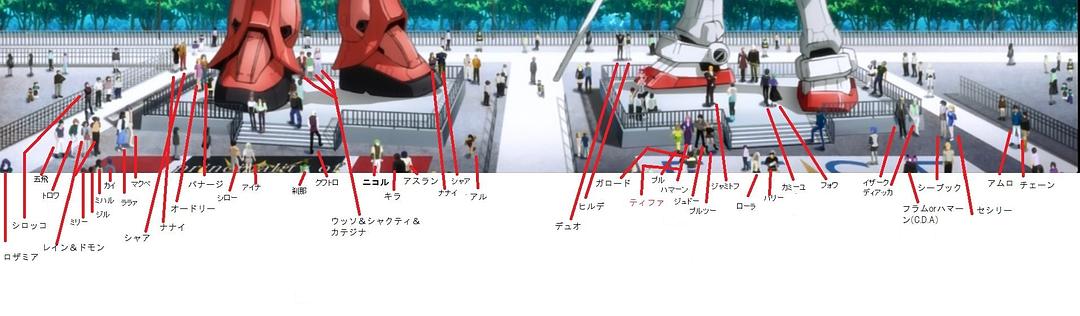 五飛
トロワ
シロッコ
ロザミア
レイン＆ドモン
ミリー
ジル
ミハル
カイ
ララァ
マクベ
シャア
ナナイ
オードリー
バナージ
シロー
アイナ
刹那
クワトロ
ウッソ＆シャクティ＆
カテジナ
ニコル
キラ
アスラン
ナナイ
シャア
アル
デュオ
ヒルデ
ガロード
ティファ
プル
ハマーン
ジュドー
プルツー
ジャミトフ
ローラ
ハリー
カミーユ
フォウ
イザーク
ディアッカ
フラムorハマー
ン(C.D.A)
シーブック
セシリー
アムロ
チェーン